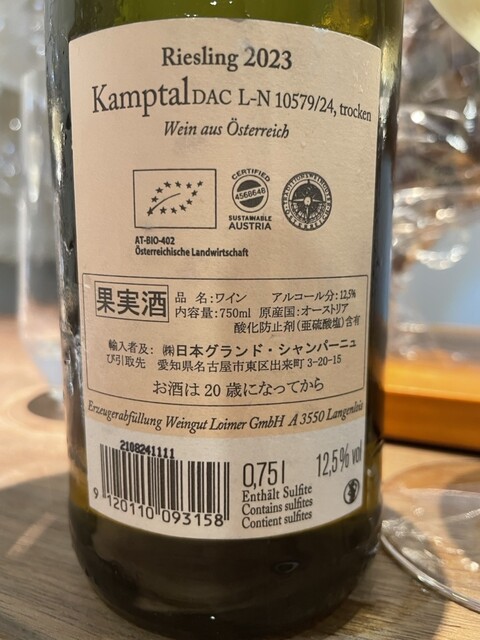 Riesling 2023
Kamptal DAC L-N 10579/24, trocken
Wein aus Österreich
CERTIFIED
4568648
SUSTAINABLE
AUSTRIA
AT-BIO-402
Österreichische Landwirtschaft
果実酒
品 名:ワイン アルコール分:12,5%
内容量:750ml 原産国:オーストリア
酸化防止剤(亜硫酸塩)含有
輸入者及び引取先
㈱日本グランド・シャンパーニュ
愛知県名古屋市東区出来町 3-20-15
お酒は 20 歳になってから
Erzeugerabfüllung Weingut Loimer GmbH A 3550 Langenlois
2108241111
9 120110 093158
0,75 l
12,5% vol
Enthält Sulfite
Contains sulfites
Contient sulfites